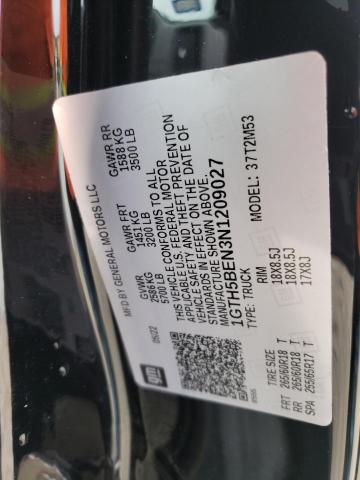 MFD BY GENERAL MOTORS LLC
05/22
GVWR
2586 KG
5700 LB
GAWR FRT
1451 KG
3200 LB
GAWR RR
1588 KG
3500 LB
THIS VEHICLE CONFORMS TO ALL
APPLICABLE U.S. FEDERAL MOTOR
VEHICLE SAFETY AND THEFT PREVENTION
STANDARDS IN EFFECT ON THE DATE OF
MANUFACTURE SHOWN ABOVE.
1GTH5BEN3N1209027
TYPE: TRUCK
MODEL: 37T2M53
gm
TIRE SIZE RIM
FRT 265/60R18 T 18X8.5J
RR 265/60R18 T 18X8.5J
SPA 255/65R17 T 17X8J